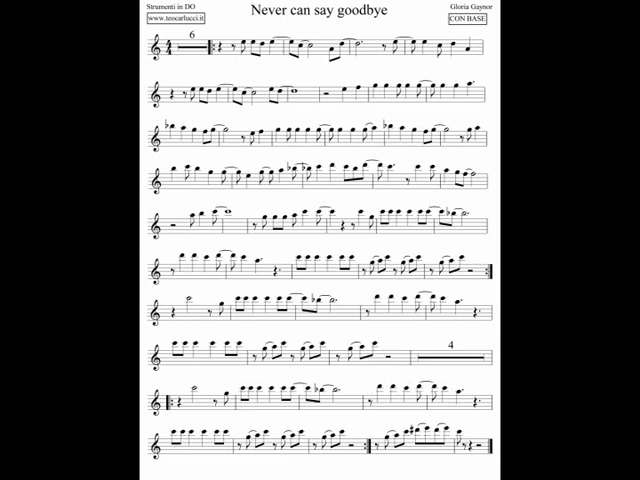 Strumenti in DO
Never can say goodbye
Gloria Gaynor
www.teocarlucci.it
CON BASE
6
4